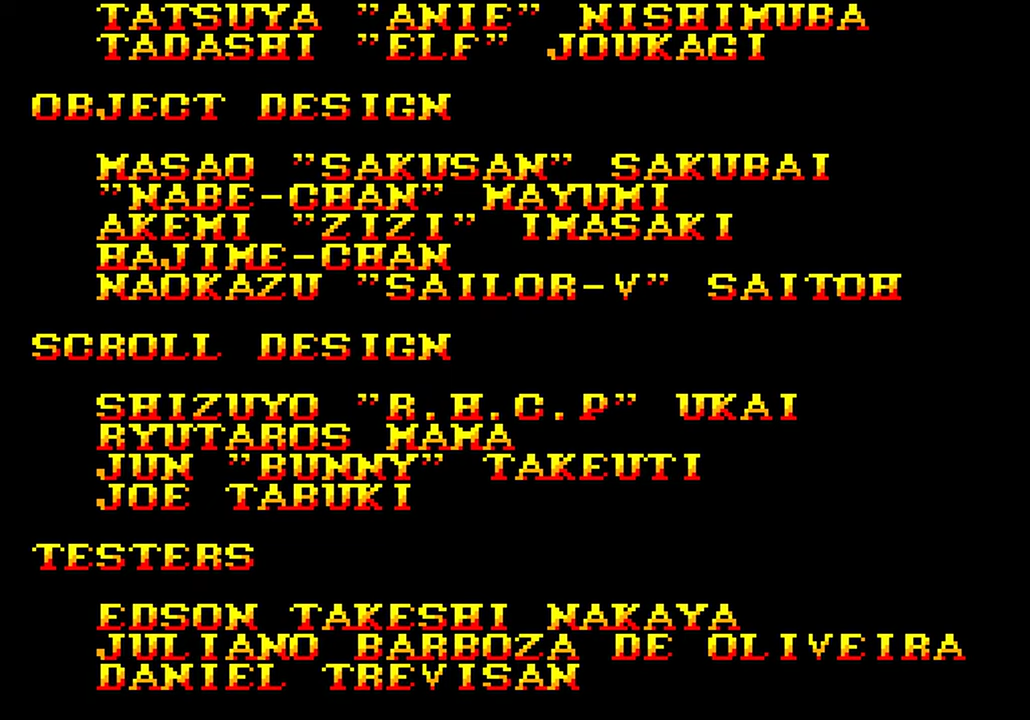 TATSUYA "ANIE" NISHIMUBA
TADASHI "ELF" JOUKAGI
OBJECT DESIGN
MASAO "SAKUSAN" SAKUBAI
"NABE-CHAN" MAYUMI
AKEMI "ZIZI" IMASAKI
HAJIME-CHAN
NAOKAZU "SAILOR-V" SAITOH
SCROLL DESIGN
SHIZUYO "R.H.C.P" UKAI
RYUTAROS MAMA
JUN "BUNNY" TAKEUTI
JOE TABUKI
TESTERS
EDSON TAKESHI NAKAYA
JULIANO BARBOZA DE OLIVEIRA
DANIEL TREVISAN